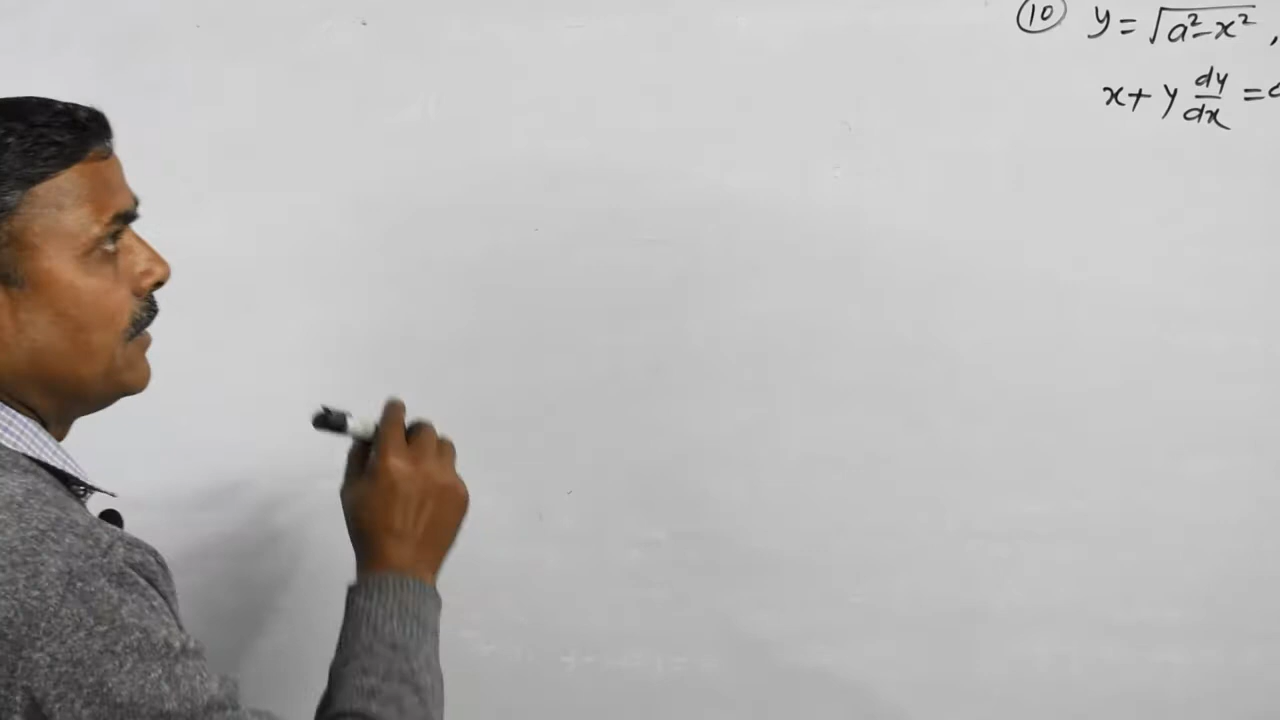 ⑩ y = √(a²-x²) ,
x + y dy/dx =